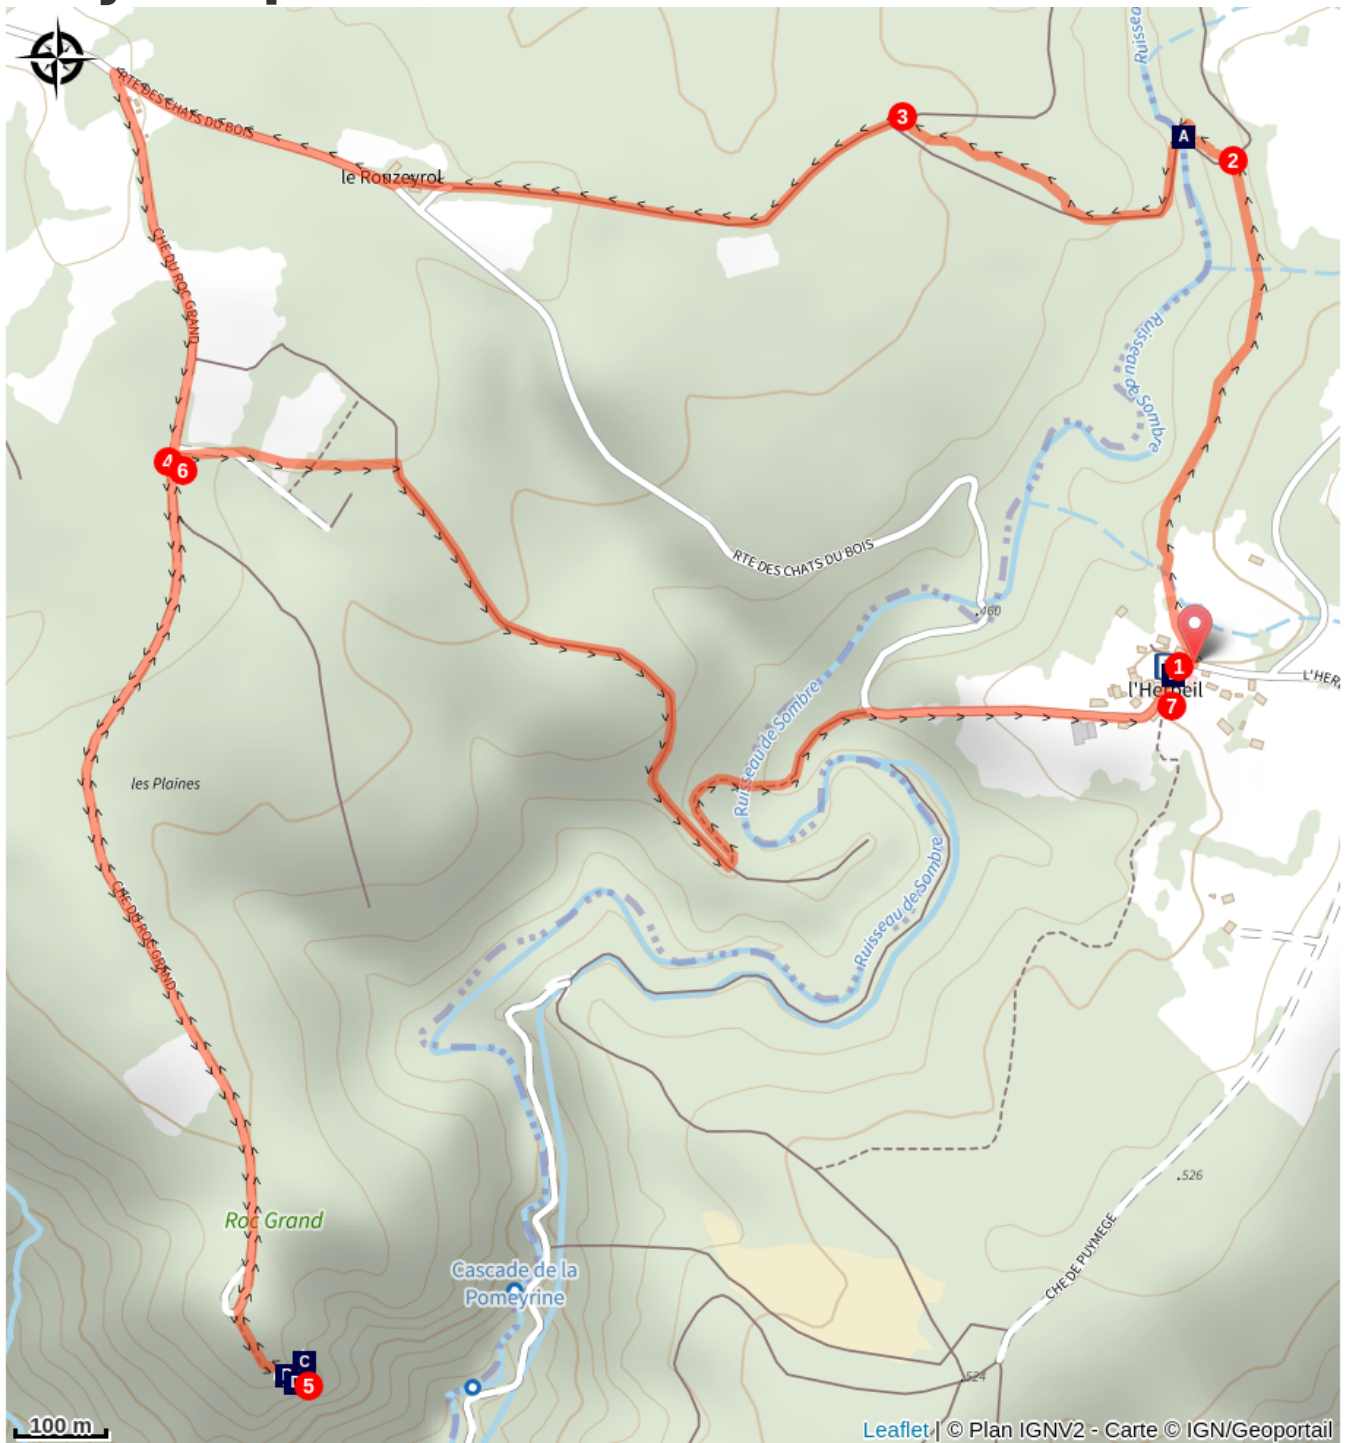 RTE DES CHATS DU BOIS
Ruisseau
3
A
2
le Rouzeyrol
CHE DU ROC GRAND
Ruisseau de Sombre
4
6
RTE DES CHATS DU BOIS
.460
1
l'Herbeil
L'HER
7
Ruisseau de Sombre
les Plaines
Ruisseau de Sombre
CHE DU ROC GRAND
.526
Roc Grand
CHE DE PUYMEGE
Cascade de la
Pomeyrine
C
5
.524
100 m
Leaflet | © Plan IGNV2 - Carte © IGN/Geoportail